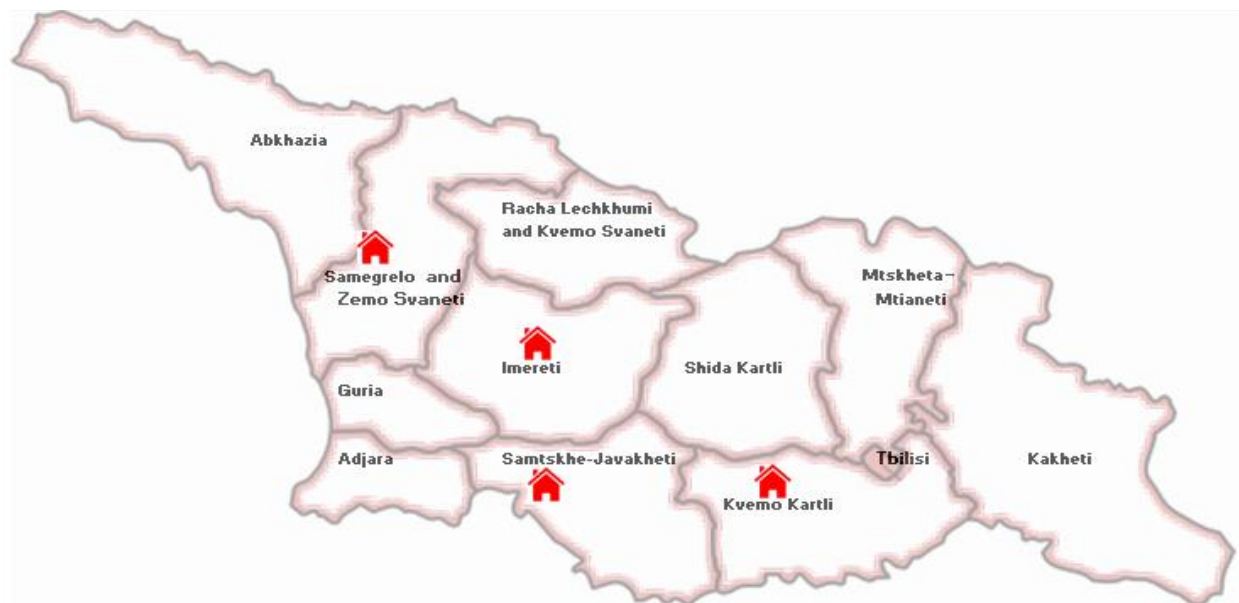 Abkhazia
Racha Lechkhumi
and Kvemo Svaneti
Samegrelo and
Zemo Svaneti
Mtskheta-
Mtianeti
Imereti
Shida Kartli
Guria
Adjara
Samtskhe-Javakheti
Tbilisi
Kakheti
Kvemo Kartli